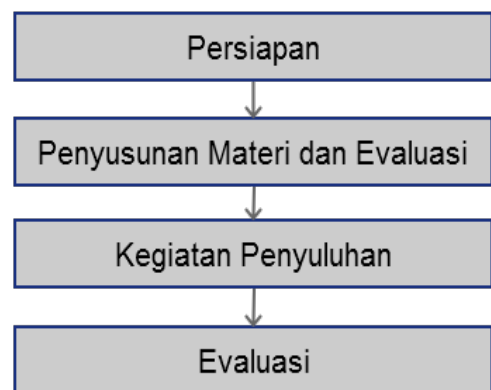 Persiapan
Penyusunan Materi dan Evaluasi
Kegiatan Penyuluhan
Evaluasi